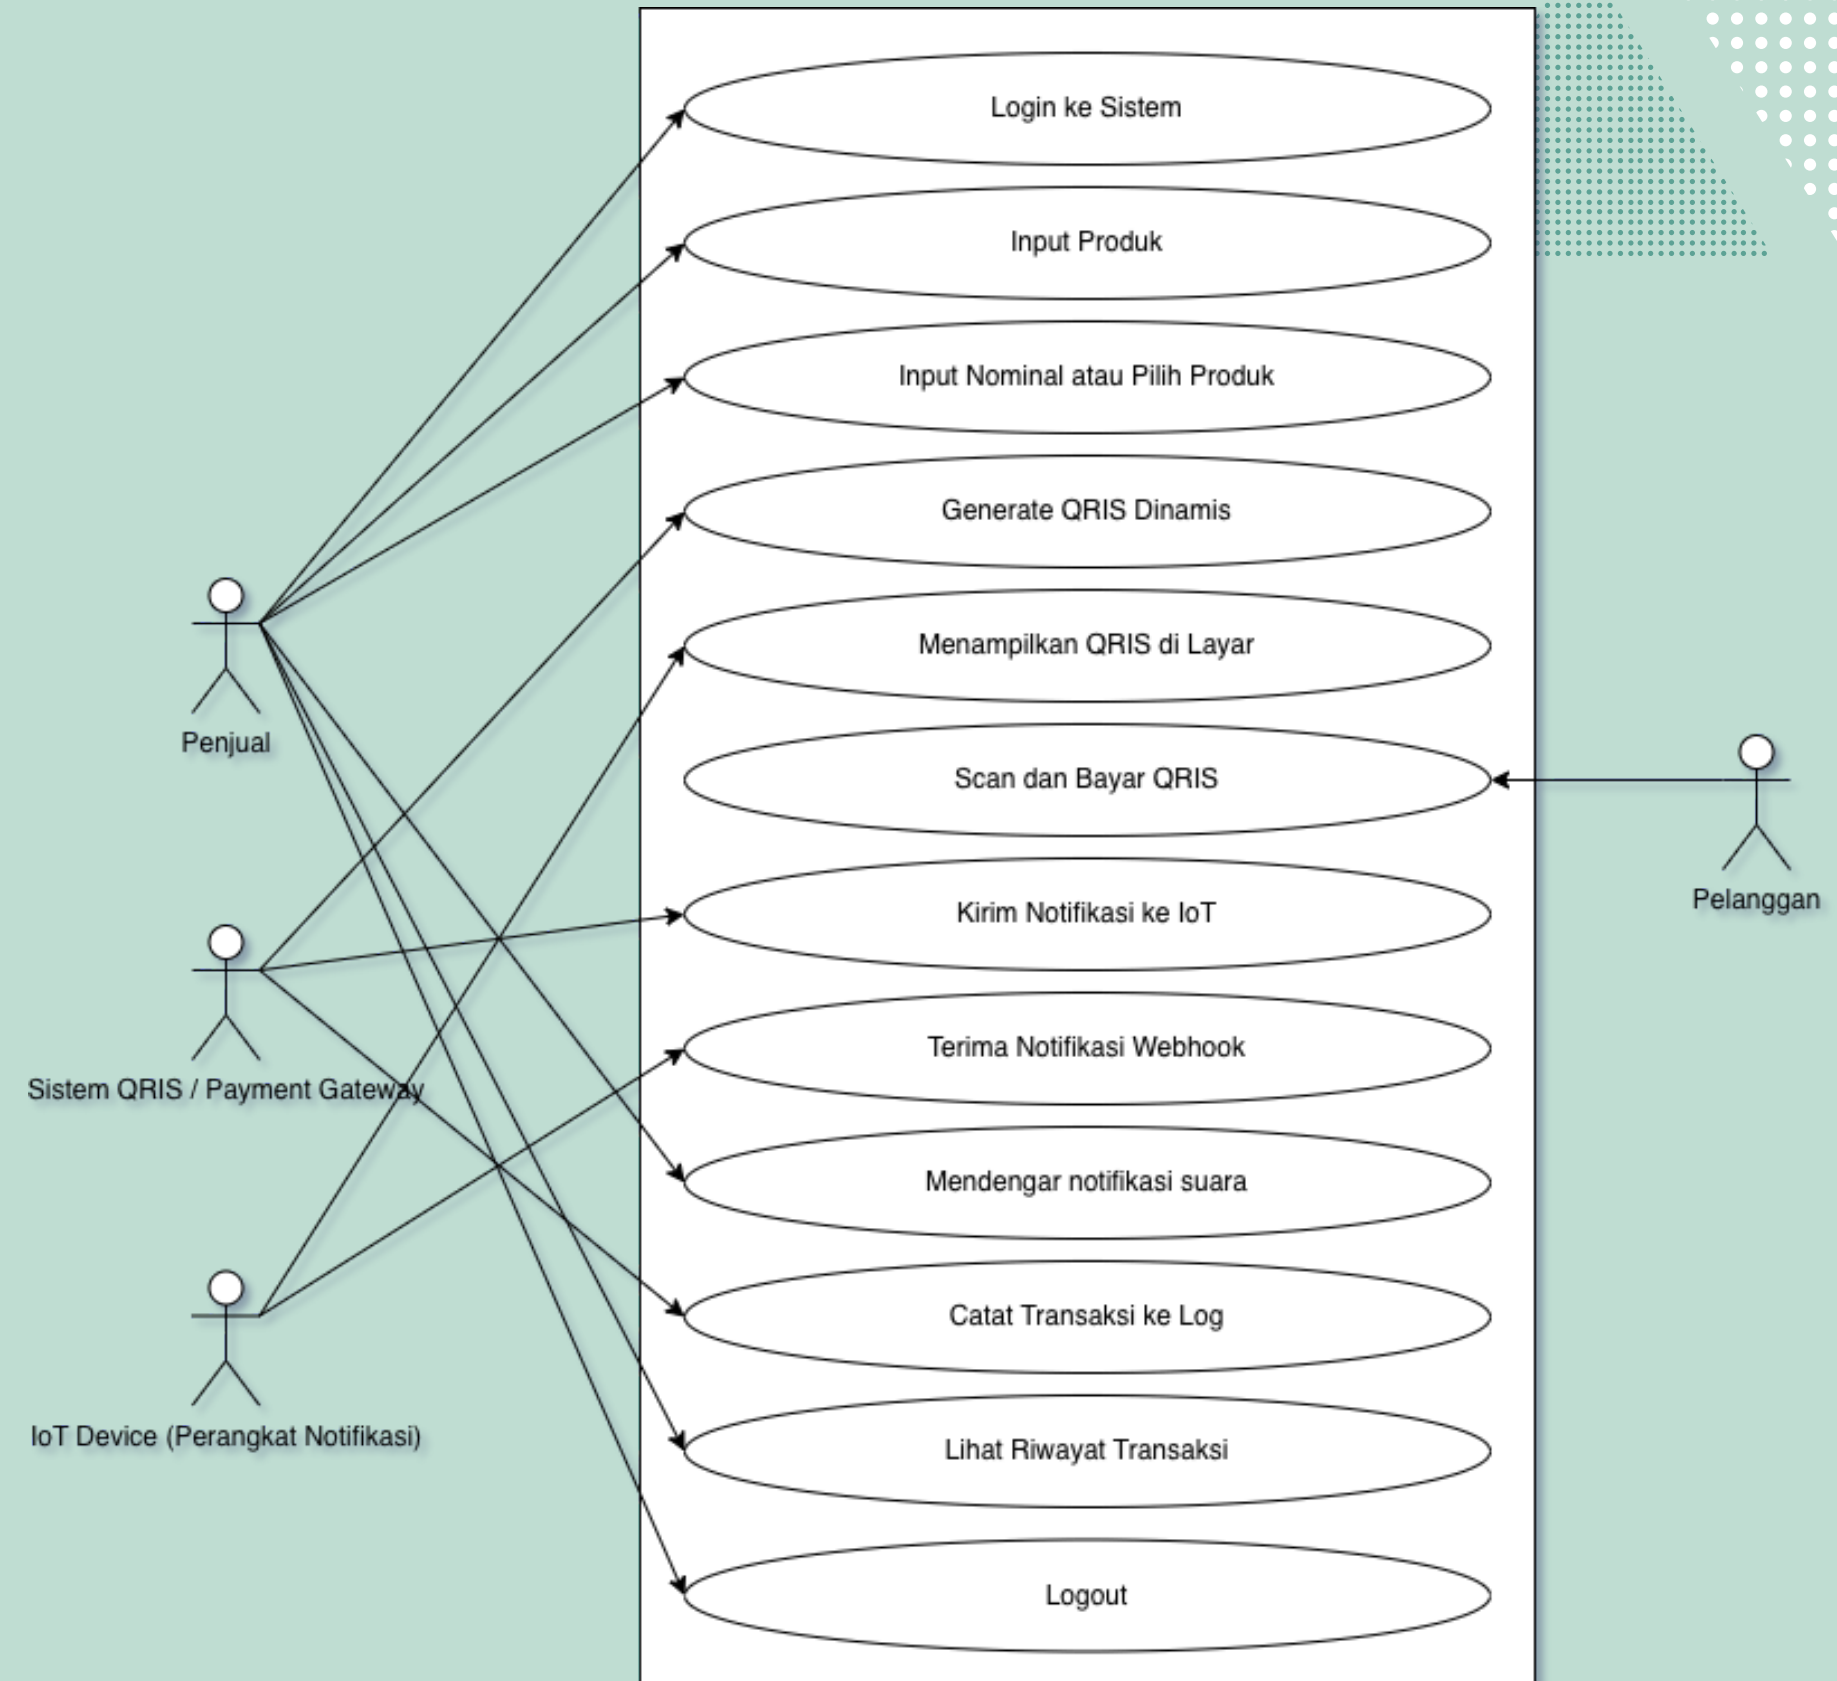 Login ke Sistem
Input Produk
Input Nominal atau Pilih Produk
Generate QRIS Dinamis
Menampilkan QRIS di Layar
Penjual
Scan dan Bayar QRIS
Pelanggan
Kirim Notifikasi ke IoT
Terima Notifikasi Webhook
Sistem QRIS / Payment Gateway
Mendengar notifikasi suara
Catat Transaksi ke Log
IoT Device (Perangkat Notifikasi)
Lihat Riwayat Transaksi
Logout